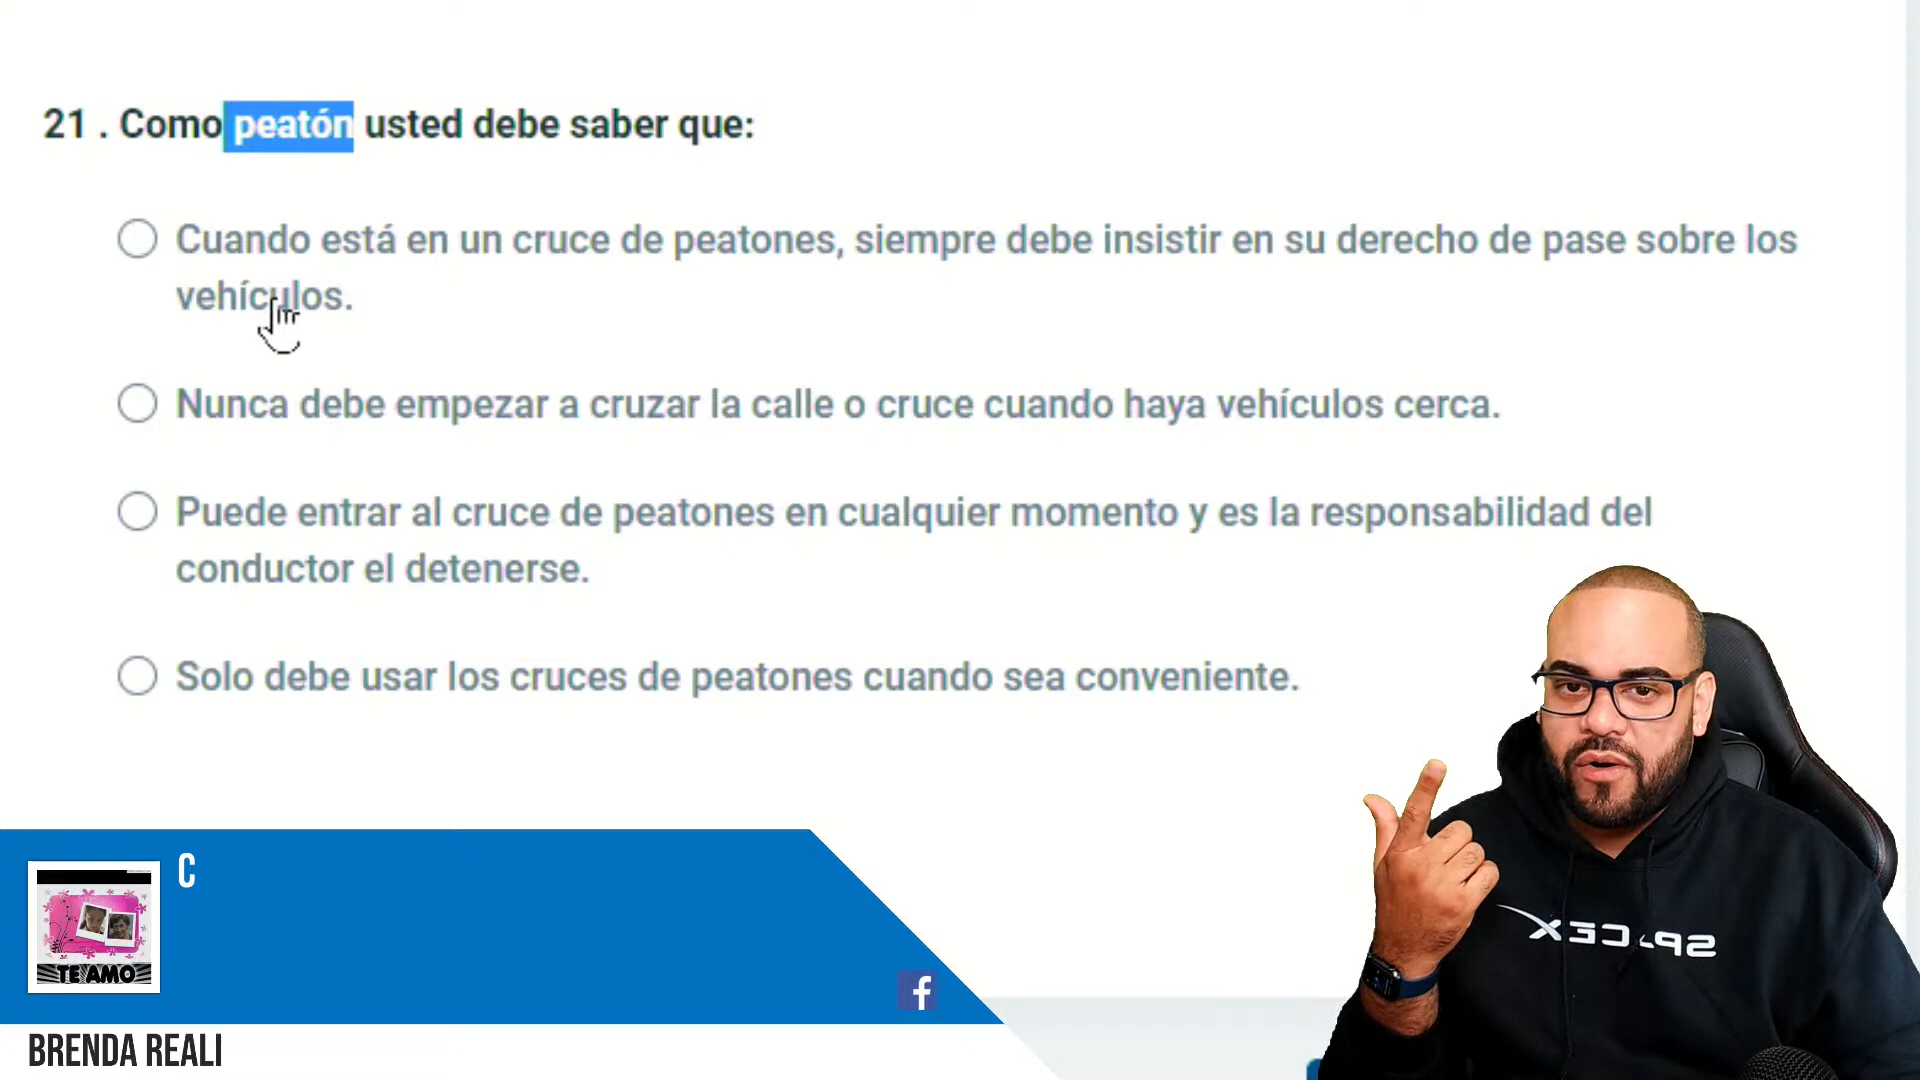 21 . Como peatón usted debe saber que:
Cuando está en un cruce de peatones, siempre debe insistir en su derecho de pase sobre los
vehículos.
Nunca debe empezar a cruzar la calle o cruce cuando haya vehículos cerca.
Puede entrar al cruce de peatones en cualquier momento y es la responsabilidad del
conductor el detenerse.
Solo debe usar los cruces de peatones cuando sea conveniente.
C
TE AMO
f
BRENDA REALI
SPACEX